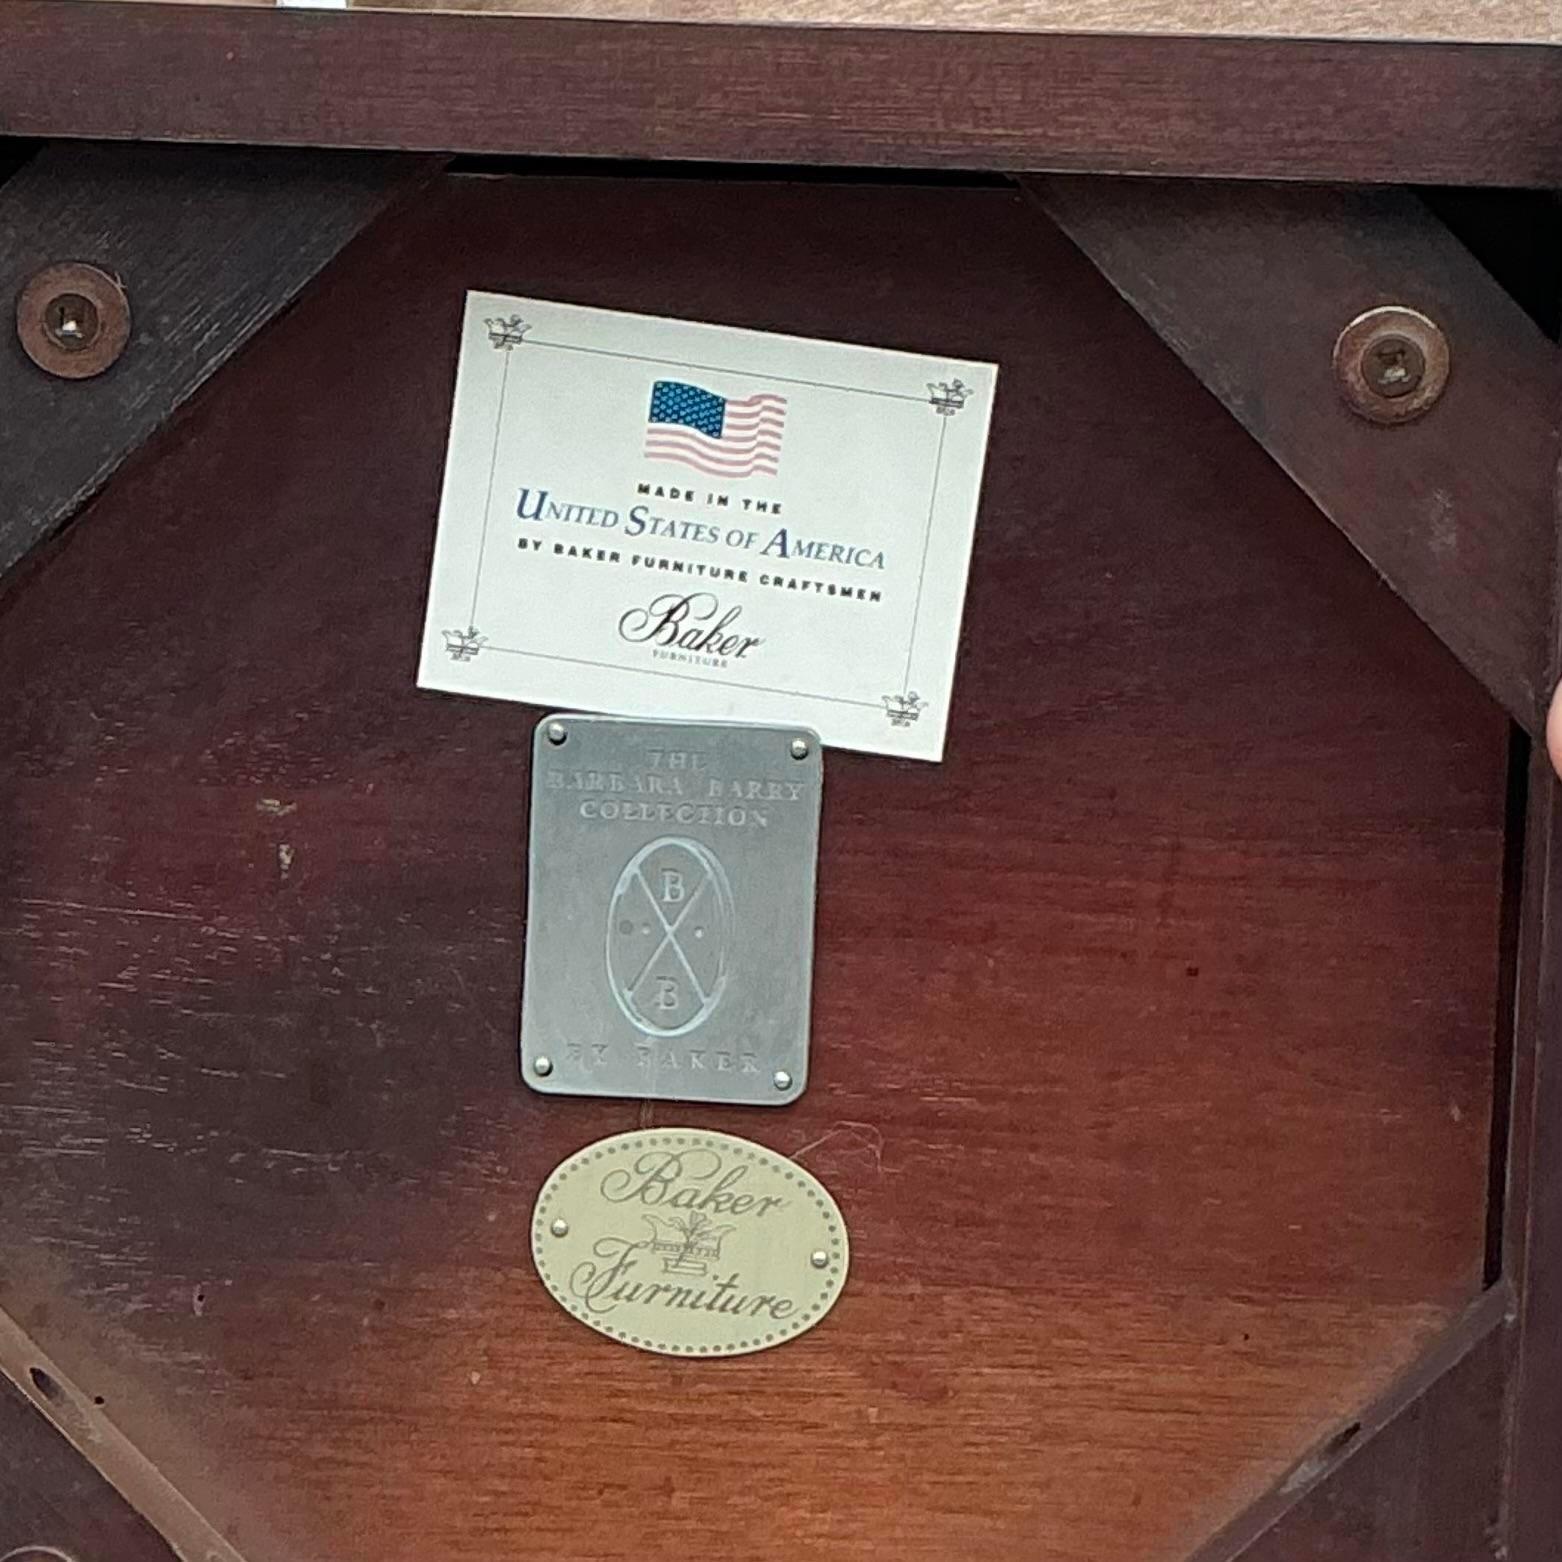 MADE IN THE
UNITED STATES OF AMERICA
BY BAKER FURNITURE CRAFTSMEN
Baker
FURNITURE
THE
BARBARA BARRY
COLLECTION
B
B
BY BAKER
Baker
Furniture